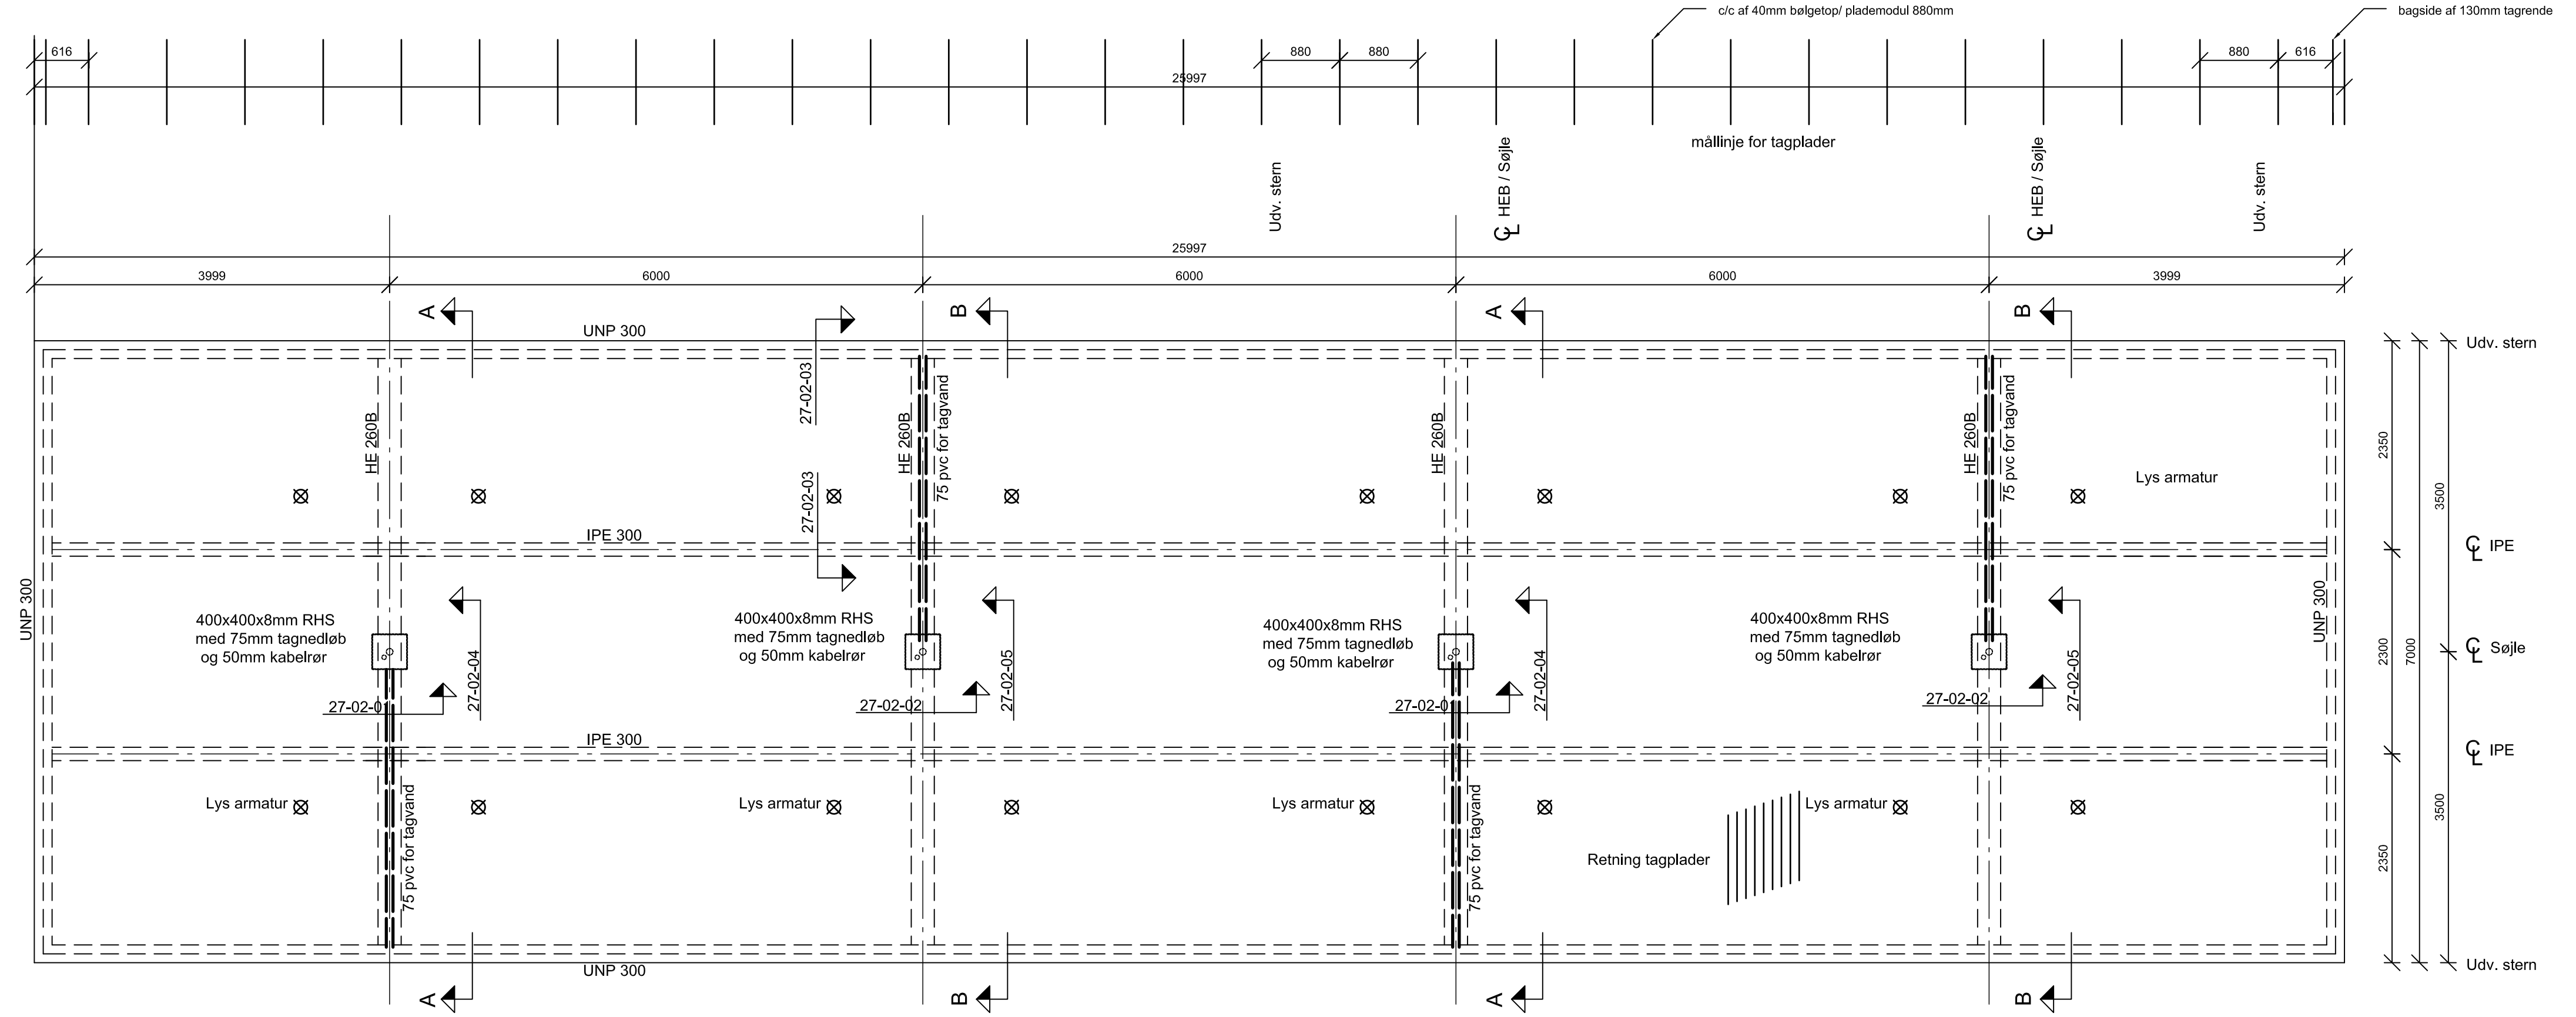 c/c af 40mm bølgetop/ plademodul 880mm
bagside af 130mm tagrende
616
880
880
880
616
25997
mållinje for tagplader
Udv. stern
HEB / Søjle
HEB / Søjle
Udv. stern
25997
3999
6000
6000
6000
3999
A
B
A
B
UNP 300
Udv. stern
27-02-03
HE 260B
HE 260B
75 pvc for tagvand
HE 260B
HE 260B
75 pvc for tagvand
2350
3500
Lys armatur
27-02-03
IPE 300
IPE
UNP 300
UNP 300
400x400x8mm RHS
med 75mm tagnedløb
og 50mm kabelrør
400x400x8mm RHS
med 75mm tagnedløb
og 50mm kabelrør
400x400x8mm RHS
med 75mm tagnedløb
og 50mm kabelrør
400x400x8mm RHS
med 75mm tagnedløb
og 50mm kabelrør
27-02-04
27-02-05
27-02-04
27-02-05
2300
7000
Søjle
27-02-01
27-02-02
27-02-01
27-02-02
IPE 300
IPE
Lys armatur
Lys armatur
Lys armatur
Lys armatur
75 pvc for tagvand
75 pvc for tagvand
Retning tagplader
2350
3500
UNP 300
Udv. stern
A
B
A
B